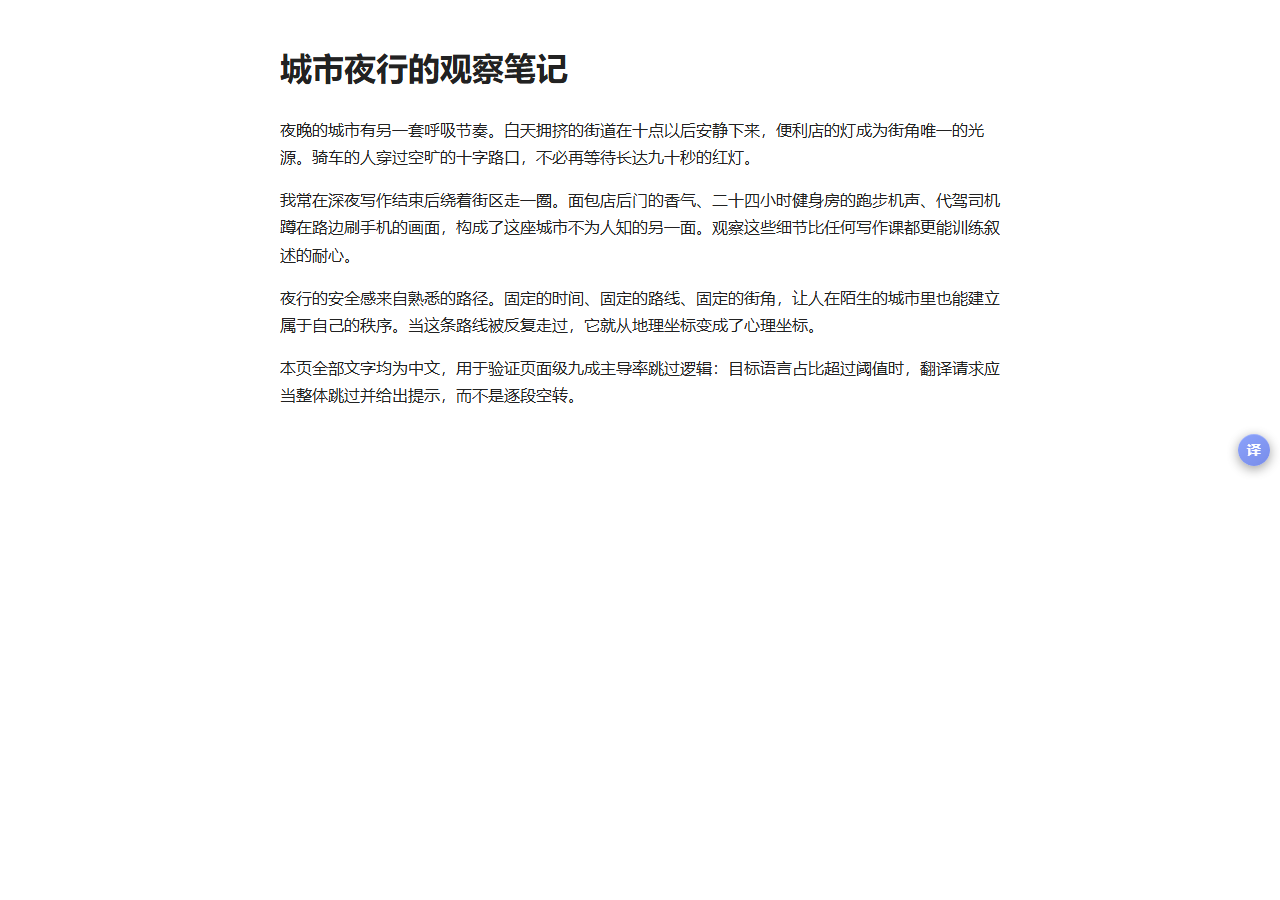 城市夜行的观察笔记
夜晚的城市有另一套呼吸节奏。白天拥挤的街道在十点以后安静下来，便利店的灯成为街角唯一的光
源。骑车的人穿过空旷的十字路口，不必再等待长达九十秒的红灯。
我常在深夜写作结束后绕着街区走一圈。面包店后门的香气、二十四小时健身房的跑步机声、代驾司机
蹲在路边刷手机的画面，构成了这座城市不为人知的另一面。观察这些细节比任何写作课都更能训练叙
述的耐心。
夜行的安全感来自熟悉的路径。固定的时间、固定的路线、固定的街角，让人在陌生的城市里也能建立
属于自己的秩序。当这条路线被反复走过，它就从地理坐标变成了心理坐标。
本页全部文字均为中文，用于验证页面级九成主导率跳过逻辑：目标语言占比超过阈值时，翻译请求应
当整体跳过并给出提示，而不是逐段空转。
译